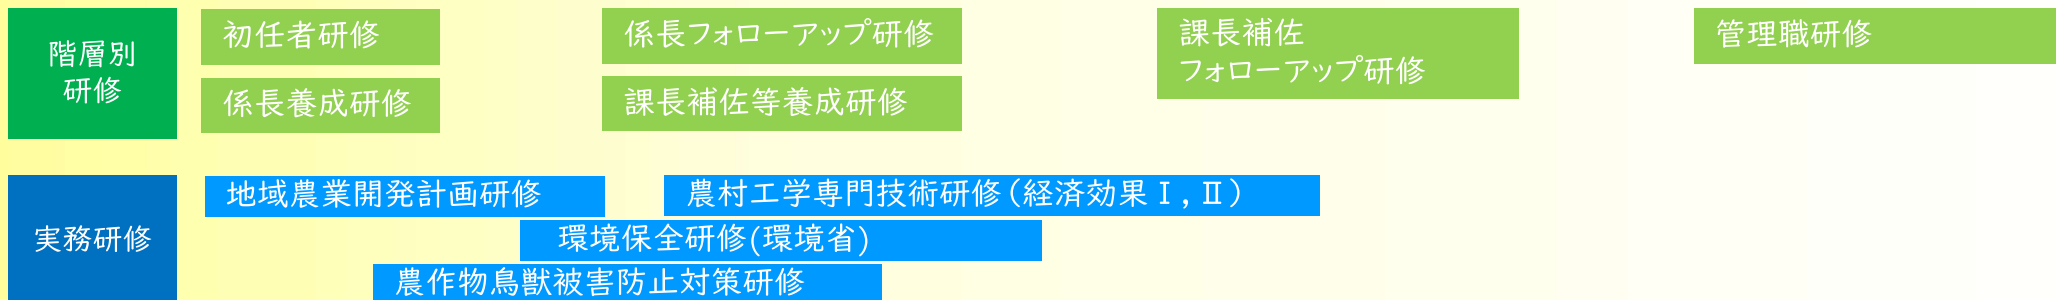 階層別
研修
初任者研修
係長フォローアップ研修
課長補佐
フォローアップ研修
管理職研修
係長養成研修
課長補佐等養成研修
実務研修
地域農業開発計画研修
農村工学専門技術研修（経済効果Ⅰ,Ⅱ）
環境保全研修(環境省)
農作物鳥獣被害防止対策研修